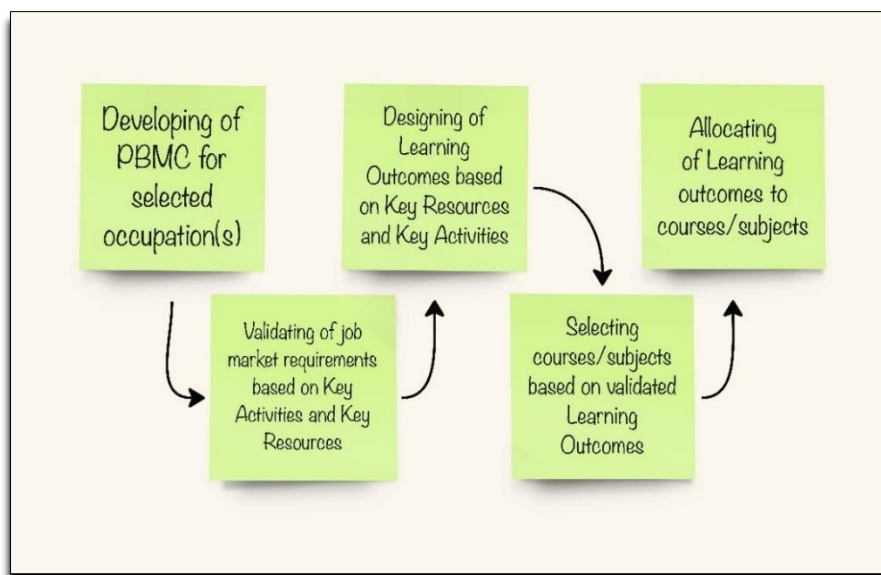 Developing of
PBMC for
selected
occupation(s)
Validating of job
market requirements
based on Key
Activities and Key
Resources
Designing of
Learning
Outcomes based
on Key Resources
and Key Activities
Selecting
courses/subjects
based on validated
Learning
Outcomes
Allocating
of Learning
outcomes to
courses/subjects